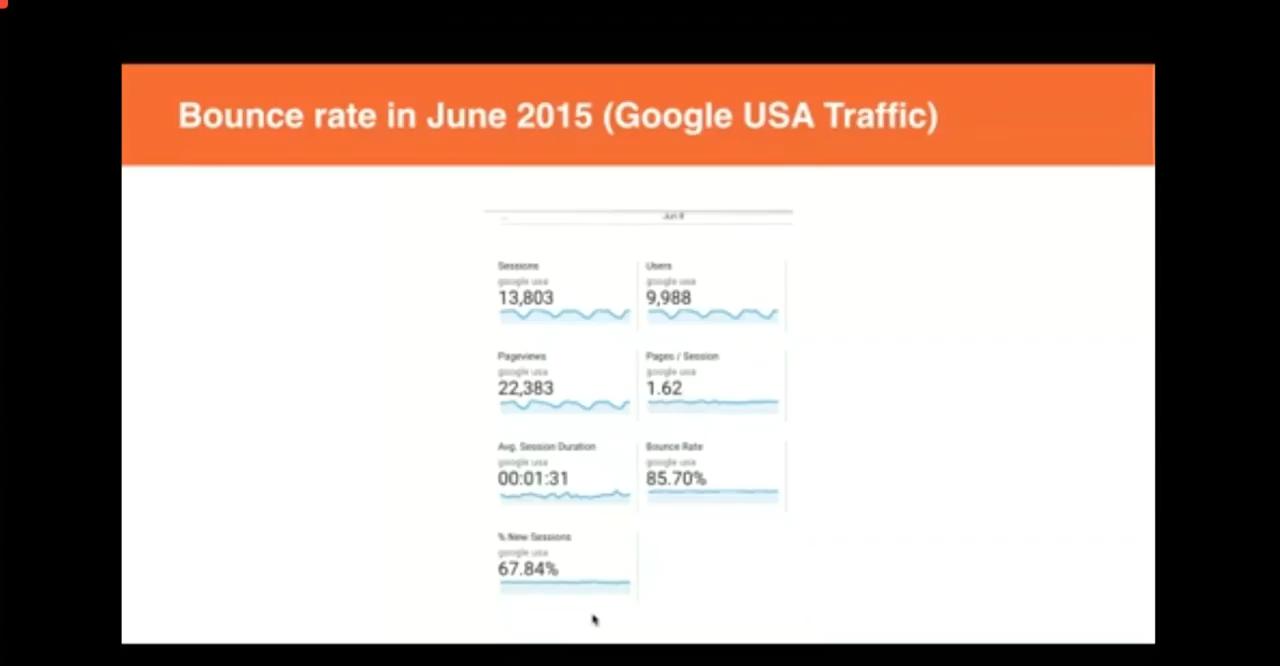 Bounce rate in June 2015 (Google USA Traffic)
Jun 8
Sessions
google usa
13,803
Users
google usa
9,988
Pageviews
google usa
22,383
Pages / Session
google usa
1.62
Avg. Session Duration
google usa
00:01:31
Bounce Rate
google usa
85.70%
% New Sessions
google usa
67.84%